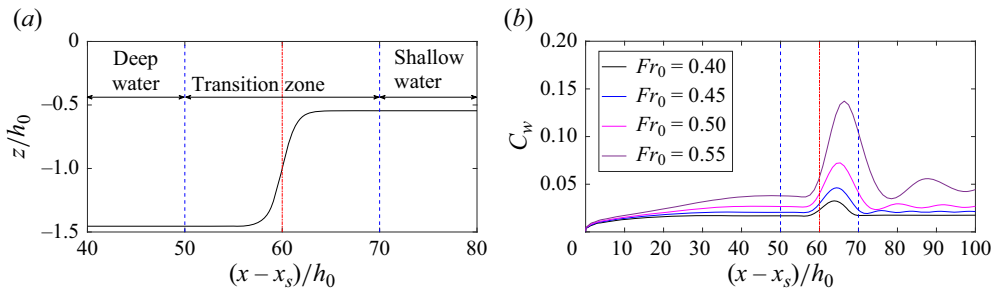 (a)
0
Deep water
Shallow water
Transition zone
z/h₀
−0.5
−1.0
−1.5
40 50 60 70 80
(x – xₛ)/h₀
(b)
0.20
0.15
C_w
0.10
0.05
Fr₀ = 0.40
Fr₀ = 0.45
Fr₀ = 0.50
Fr₀ = 0.55
0 10 20 30 40 50 60 70 80 90 100
(x – xₛ)/h₀